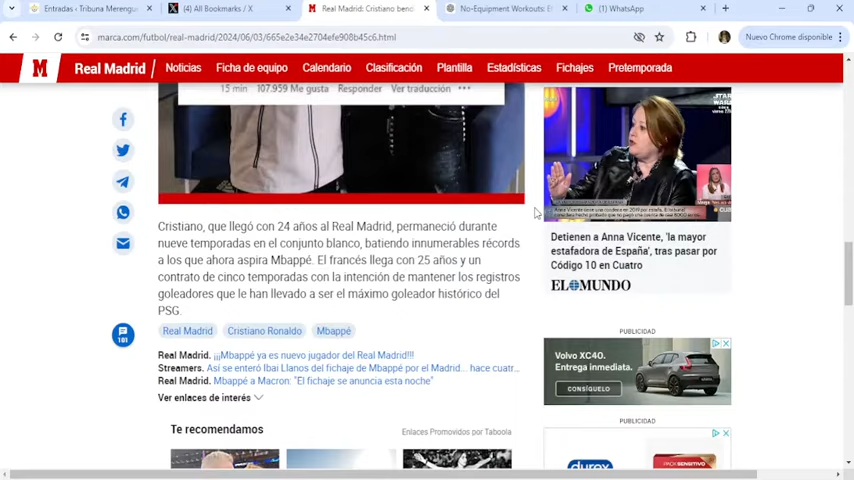 Entradas ‹ Tribuna Merengue
(4) All Bookmarks / X
Real Madrid: Cristiano bend
No-Equipment Workouts: Ef
(1) WhatsApp
marca.com/futbol/real-madrid/2024/06/03/665e2e34e2704efe908b45c6.html
Nuevo Chrome disponible
Real Madrid
Noticias
Ficha de equipo
Calendario
Clasificación
Plantilla
Estadísticas
Fichajes
Pretemporada
15 min 107.959 Me gusta Responder Ver traducción
Cristiano, que llegó con 24 años al Real Madrid, permaneció durante
nueve temporadas en el conjunto blanco, batiendo innumerables récords
a los que ahora aspira Mbappé. El francés llega con 25 años y un
contrato de cinco temporadas con la intención de mantener los registros
goleadores que le han llevado a ser el máximo goleador histórico del
PSG.
101
Real Madrid
Cristiano Ronaldo
Mbappé
Real Madrid. ¡¡¡Mbappé ya es nuevo jugador del Real Madrid!!!
Streamers. Así se enteró Ibai Llanos del fichaje de Mbappé por el Madrid... hace cuatr...
Real Madrid. Mbappé a Macron: "El fichaje se anuncia esta noche"
Ver enlaces de interés
Te recomendamos
Enlaces Promovidos por Taboola
STAR
WARS
Detienen a Anna Vicente, 'la mayor
estafadora de España', tras pasar por
Código 10 en Cuatro
EL MUNDO
PUBLICIDAD
Volvo XC40.
Entrega inmediata.
CONSÍGUELO
PUBLICIDAD
durex
SENSITIVO